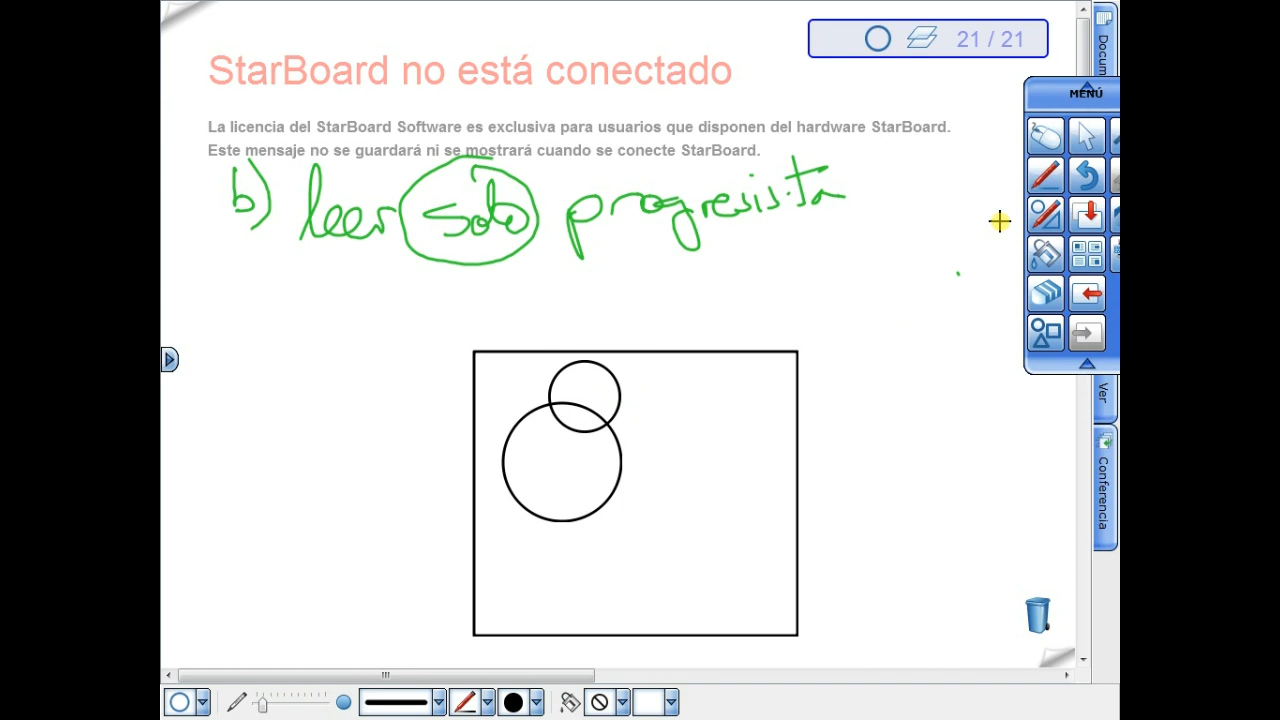 21 / 21
StarBoard no está conectado
Docum
MENÚ
La licencia del StarBoard Software es exclusiva para usuarios que disponen del hardware StarBoard.
Este mensaje no se guardará ni se mostrará cuando se conecte StarBoard.
b) leer solo progresista
Ver
Conferencia